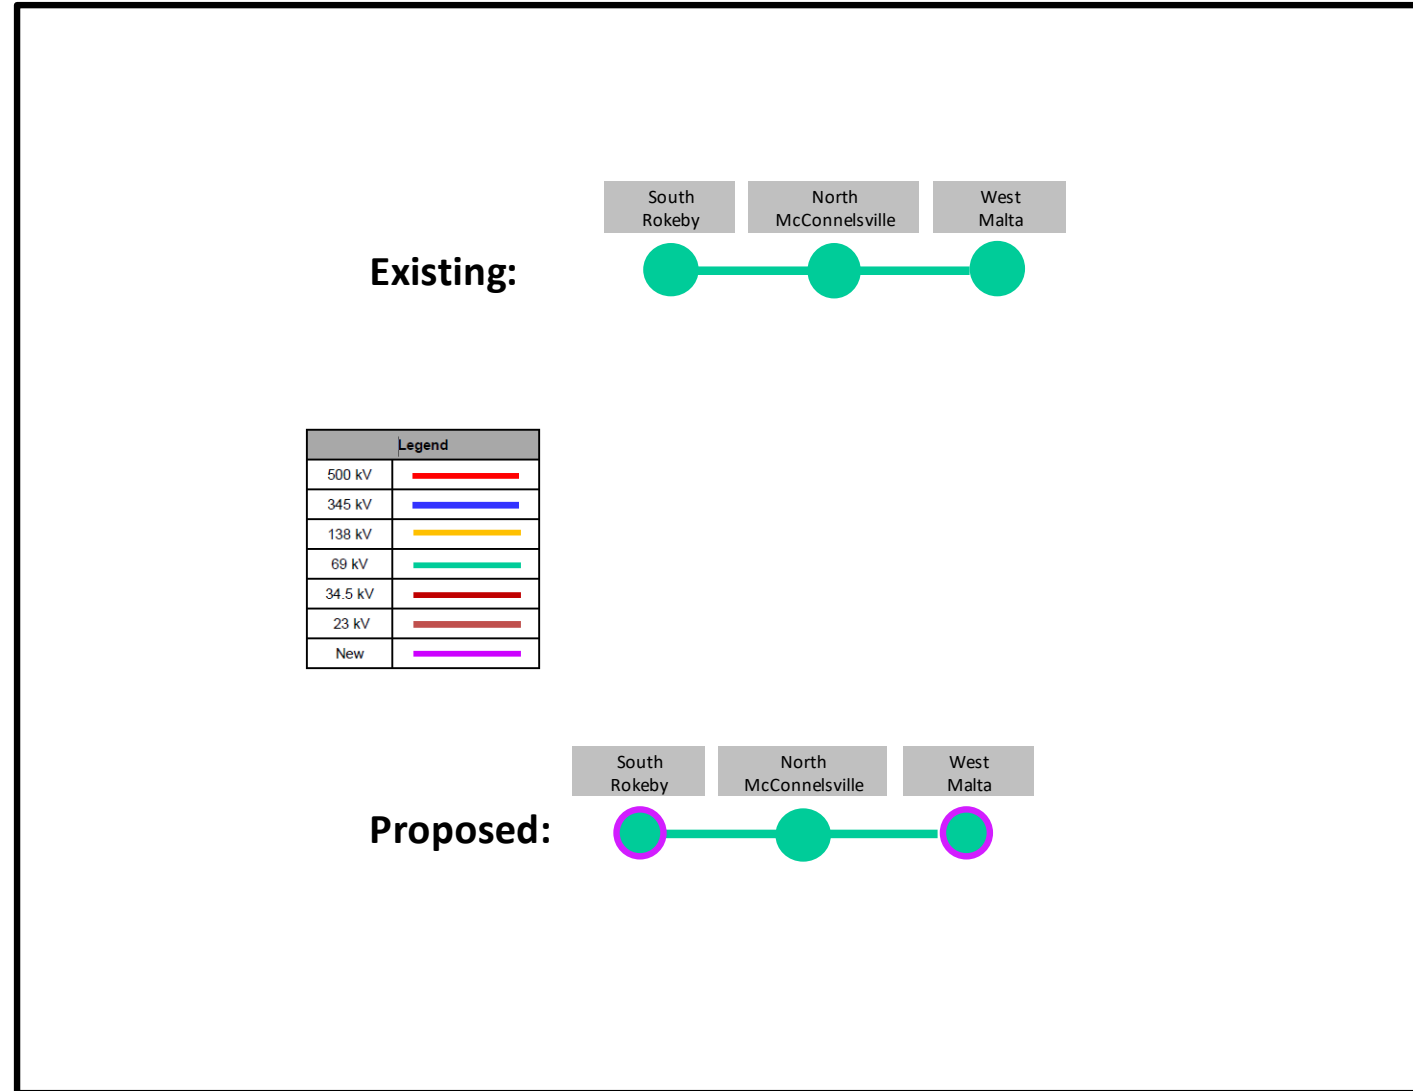 South
Rokeby
North
McConnelsville
West
Malta
Existing:
Legend
500 kV
345 kV
138 kV
69 kV
34.5 kV
23 kV
New
South
Rokeby
North
McConnelsville
West
Malta
Proposed: